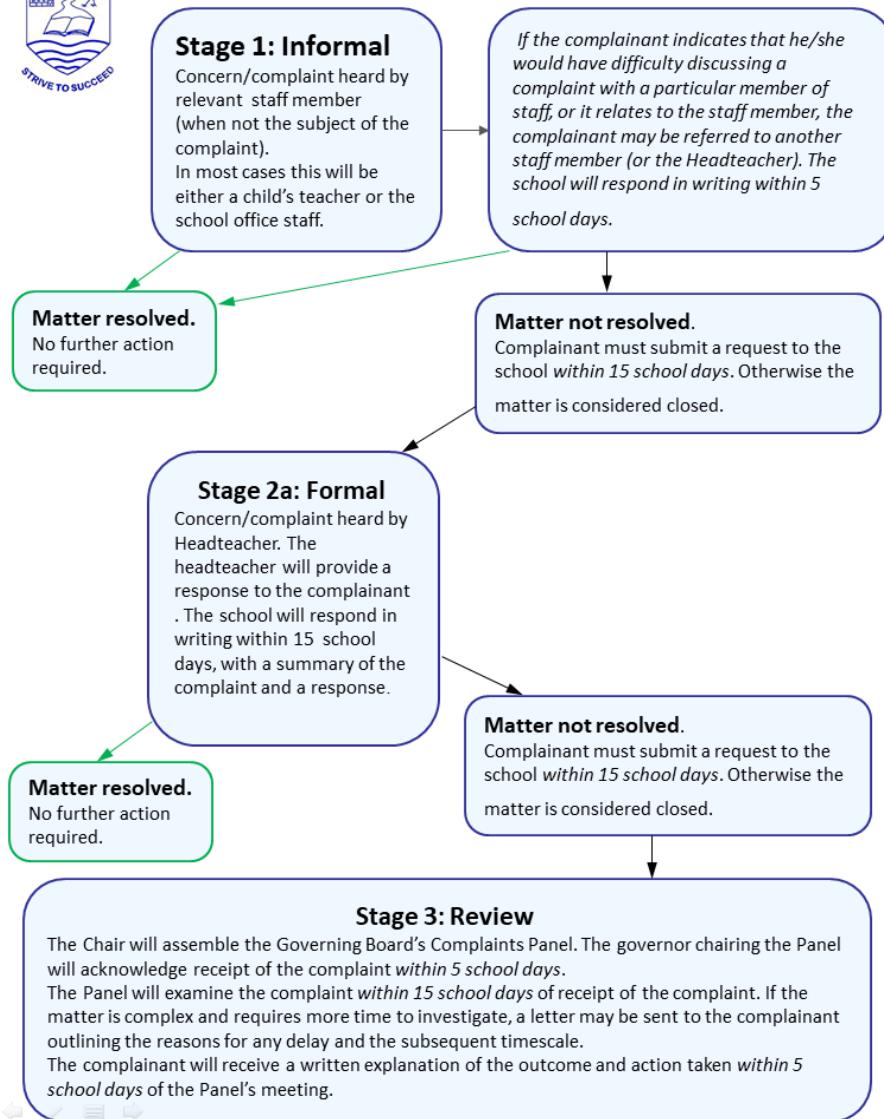 STRIVE TO SUCCEED
Stage 1: Informal
Concern/complaint heard by
relevant staff member
(when not the subject of the
complaint).
In most cases this will be
either a child’s teacher or the
school office staff.
If the complainant indicates that he/she
would have difficulty discussing a
complaint with a particular member of
staff, or it relates to the staff member, the
complainant may be referred to another
staff member (or the Headteacher). The
school will respond in writing within 5
school days.
Matter resolved.
No further action
required.
Matter not resolved.
Complainant must submit a request to the
school within 15 school days. Otherwise the
matter is considered closed.
Stage 2a: Formal
Concern/complaint heard by
Headteacher. The
headteacher will provide a
response to the complainant
. The school will respond in
writing within 15 school
days, with a summary of the
complaint and a response.
Matter resolved.
No further action
required.
Matter not resolved.
Complainant must submit a request to the
school within 15 school days. Otherwise the
matter is considered closed.
Stage 3: Review
The Chair will assemble the Governing Board’s Complaints Panel. The governor chairing the Panel
will acknowledge receipt of the complaint within 5 school days.
The Panel will examine the complaint within 15 school days of receipt of the complaint. If the
matter is complex and requires more time to investigate, a letter may be sent to the complainant
outlining the reasons for any delay and the subsequent timescale.
The complainant will receive a written explanation of the outcome and action taken within 5
school days of the Panel’s meeting.